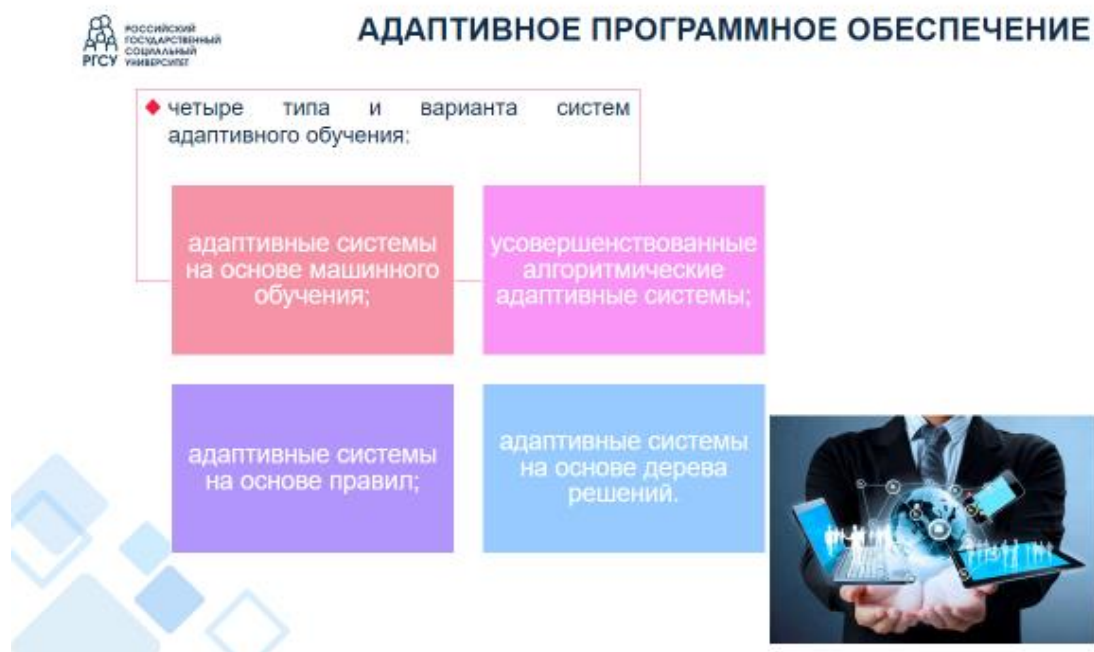 РОССИЙСКИЙ
ГОСУДАРСТВЕННЫЙ
СОЦИАЛЬНЫЙ
УНИВЕРСИТЕТ
РГСУ
АДАПТИВНОЕ ПРОГРАММНОЕ ОБЕСПЕЧЕНИЕ
четыре типа и варианта систем
адаптивного обучения:
адаптивные системы
на основе машинного
обучения;
усовершенствованные
алгоритмические
адаптивные системы;
адаптивные системы
на основе правил;
адаптивные системы
на основе дерева
решений.